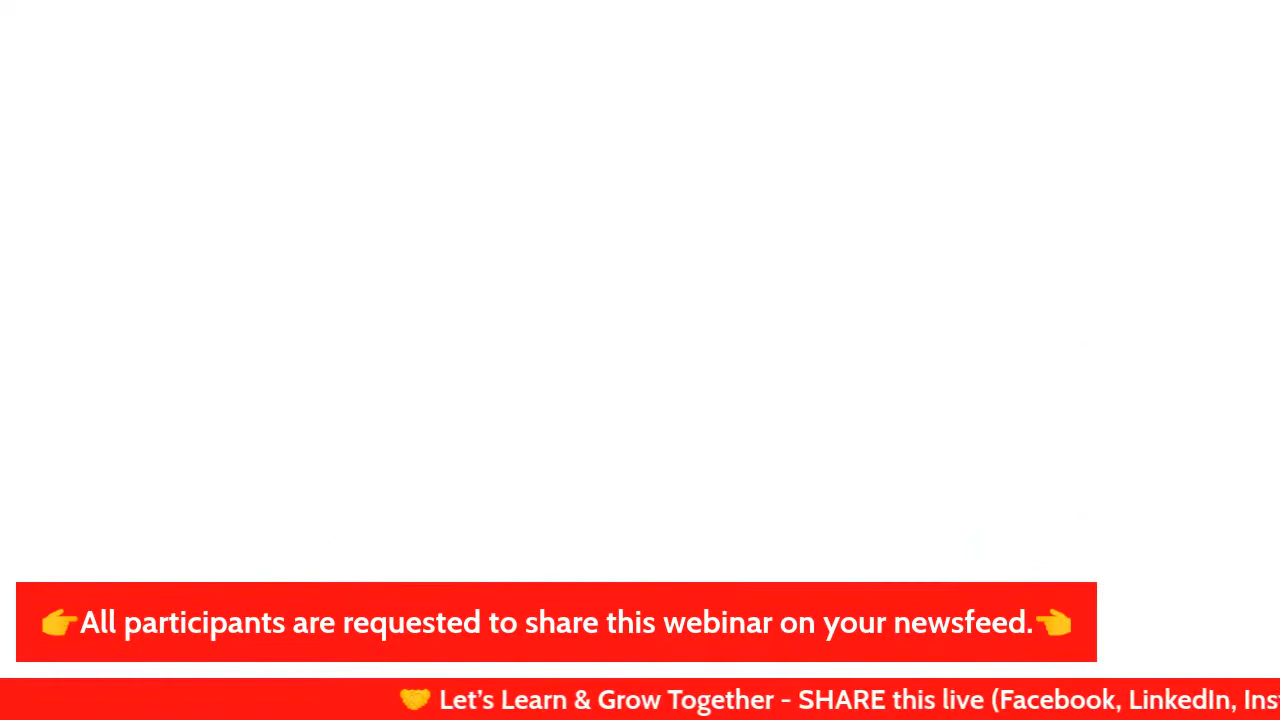 👉All participants are requested to share this webinar on your newsfeed.👈
🤝 Let's Learn & Grow Together - SHARE this live (Facebook, LinkedIn,